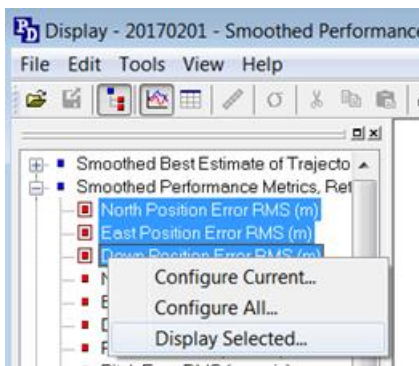 Display - 20170201 - Smoothed Performance
File Edit Tools View Help
Smoothed Best Estimate of Trajecto
Smoothed Performance Metrics, Ref
North Position Error RMS (m)
East Position Error RMS (m)
Down Position Error RMS (m)
Configure Current...
Configure All...
Display Selected...